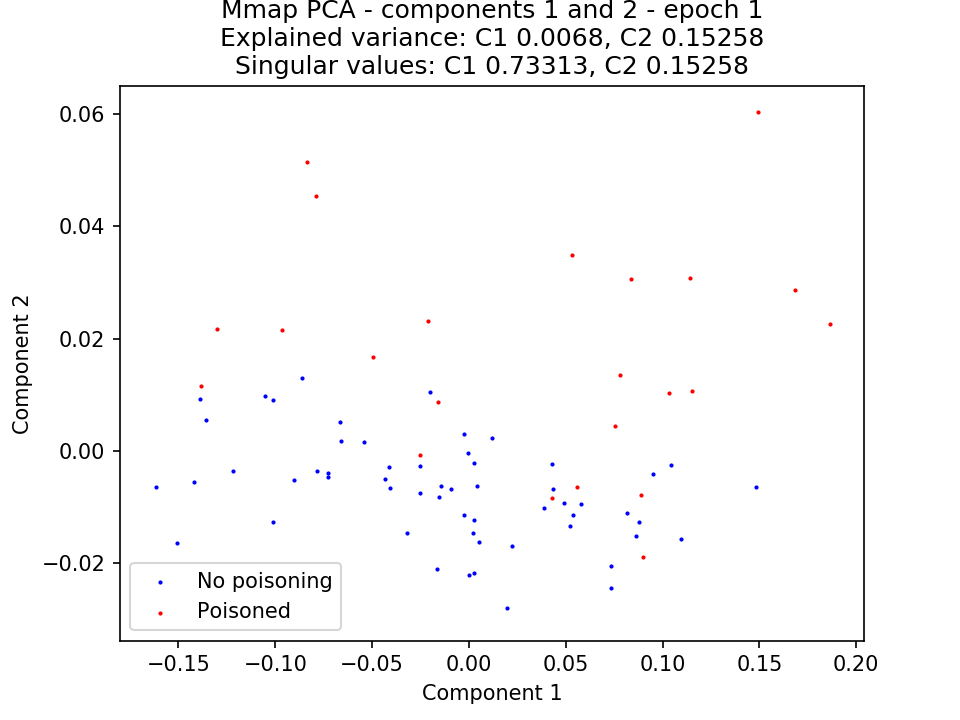 Mmap PCA - components 1 and 2 - epoch 1
Explained variance: C1 0.0068, C2 0.15258
Singular values: C1 0.73313, C2 0.15258
0.06
0.04
0.02
0.00
−0.02
Component 2
No poisoning
Poisoned
−0.15 −0.10 −0.05 0.00 0.05 0.10 0.15 0.20
Component 1